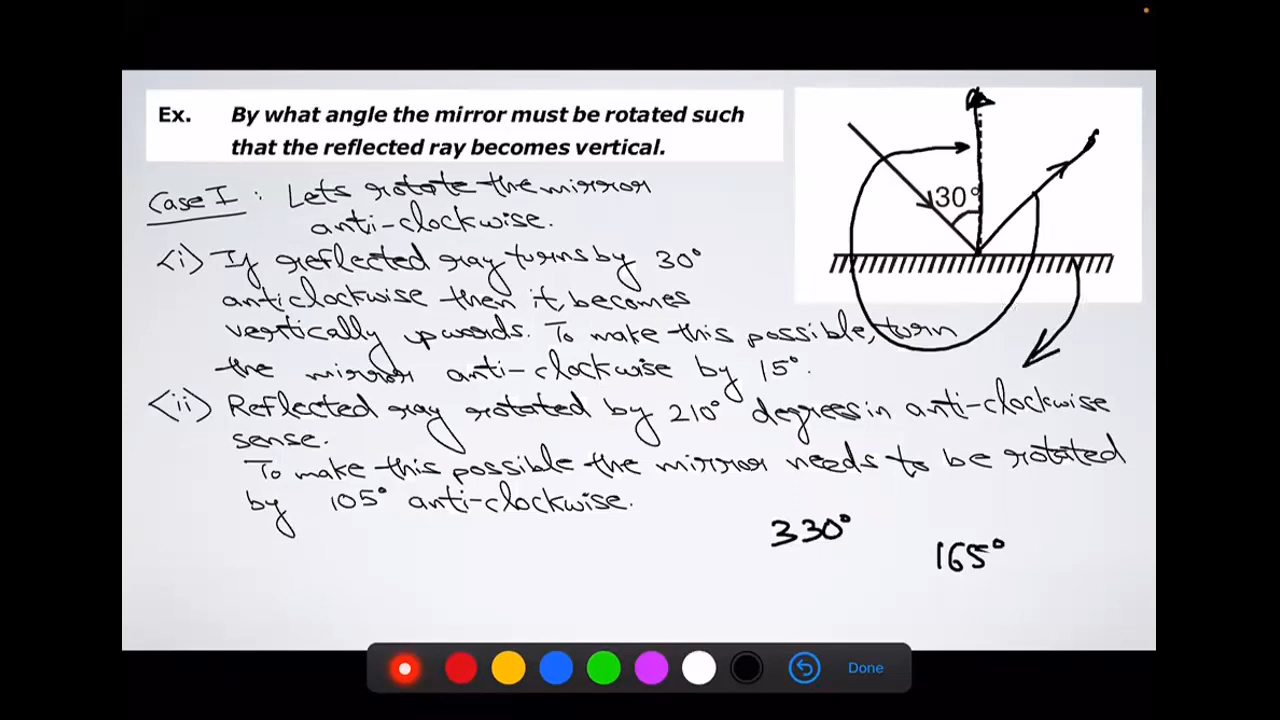 Ex. By what angle the mirror must be rotated such
that the reflected ray becomes vertical.
Case I : Lets rotate the mirror
anti-clockwise.
(i) If reflected ray turns by 30°
anticlockwise then it, becomes
vertically upwards. To make this possible, turn
the mirror anti-clockwise by 15°.
(ii) Reflected ray rotated by 210° degrees in anti-clockwise
sense.
To make this possible the mirror needs to be rotated
by 105° anti-clockwise.
330°
165°
30°
Done